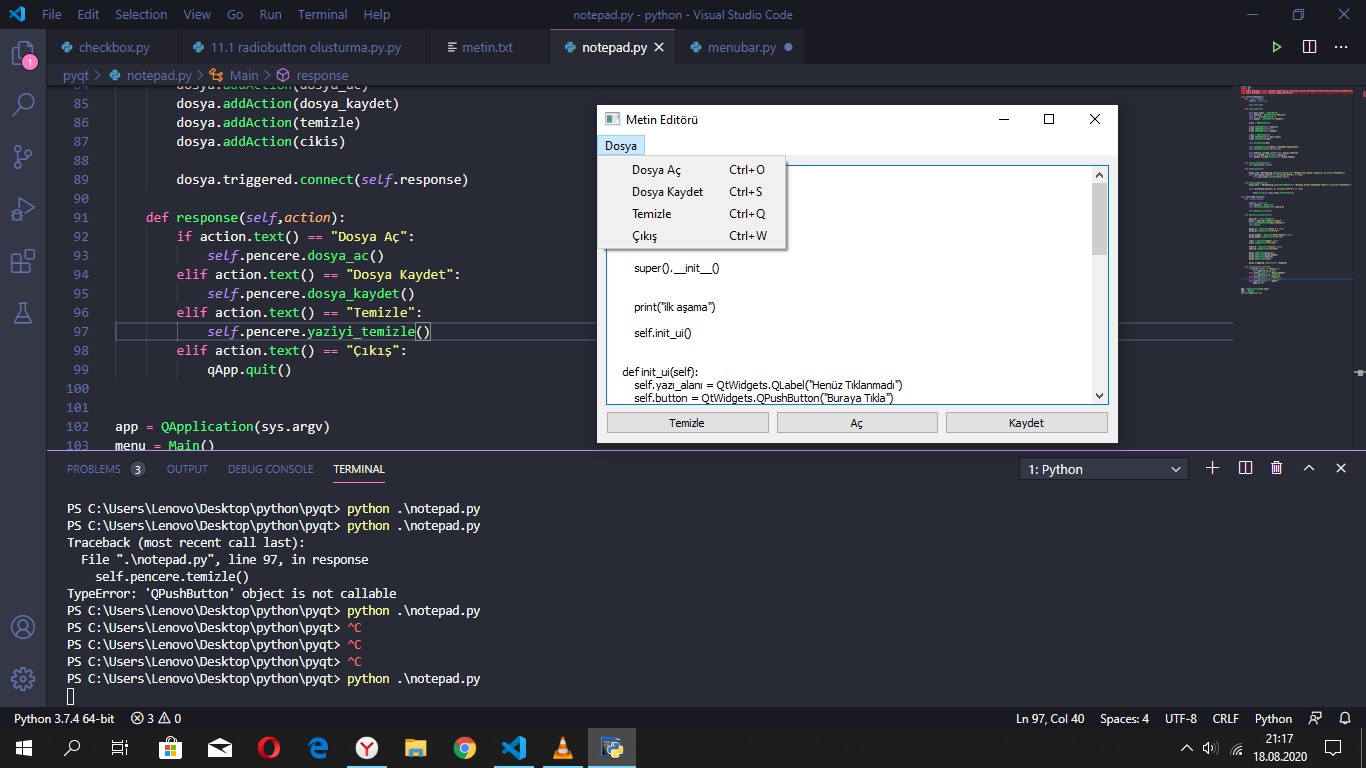 File Edit Selection View Go Run Terminal Help notepad.py - python - Visual Studio Code
checkbox.py 11.1 radiobutton olusturma.py.py metin.txt notepad.py menubar.py
pyqt > notepad.py > Main > response
84 dosya.addAction(dosya_ac)
85 dosya.addAction(dosya_kaydet)
86 dosya.addAction(temizle)
87 dosya.addAction(cikis)
88
89 dosya.triggered.connect(self.response)
90
91 def response(self,action):
92 if action.text() == "Dosya Aç":
93 self.pencere.dosya_ac()
94 elif action.text() == "Dosya Kaydet":
95 self.pencere.dosya_kaydet()
96 elif action.text() == "Temizle":
97 self.pencere.yaziyi_temizle()
98 elif action.text() == "Çıkış":
99 qApp.quit()
100
101
102 app = QApplication(sys.argv)
103 menu = Main()
Metin Editörü
Dosya
Dosya Aç Ctrl+O
Dosya Kaydet Ctrl+S
Temizle Ctrl+Q
Çıkış Ctrl+W
super().__init__()
print("ilk aşama")
self.init_ui()
def init_ui(self):
self.yazı_alanı = QtWidgets.QLabel("Henüz Tıklanmadı")
self.button = QtWidgets.QPushButton("Buraya Tıkla")
Temizle Aç Kaydet
PROBLEMS 3 OUTPUT DEBUG CONSOLE TERMINAL 1: Python
PS C:\Users\Lenovo\Desktop\python\pyqt> python .\notepad.py
PS C:\Users\Lenovo\Desktop\python\pyqt> python .\notepad.py
Traceback (most recent call last):
File ".\notepad.py", line 97, in response
self.pencere.temizle()
TypeError: 'QPushButton' object is not callable
PS C:\Users\Lenovo\Desktop\python\pyqt> python .\notepad.py
PS C:\Users\Lenovo\Desktop\python\pyqt> ^C
PS C:\Users\Lenovo\Desktop\python\pyqt> ^C
PS C:\Users\Lenovo\Desktop\python\pyqt> ^C
PS C:\Users\Lenovo\Desktop\python\pyqt> python .\notepad.py
1
Python 3.7.4 64-bit 3 0 Ln 97, Col 40 Spaces: 4 UTF-8 CRLF Python
21:17
18.08.2020